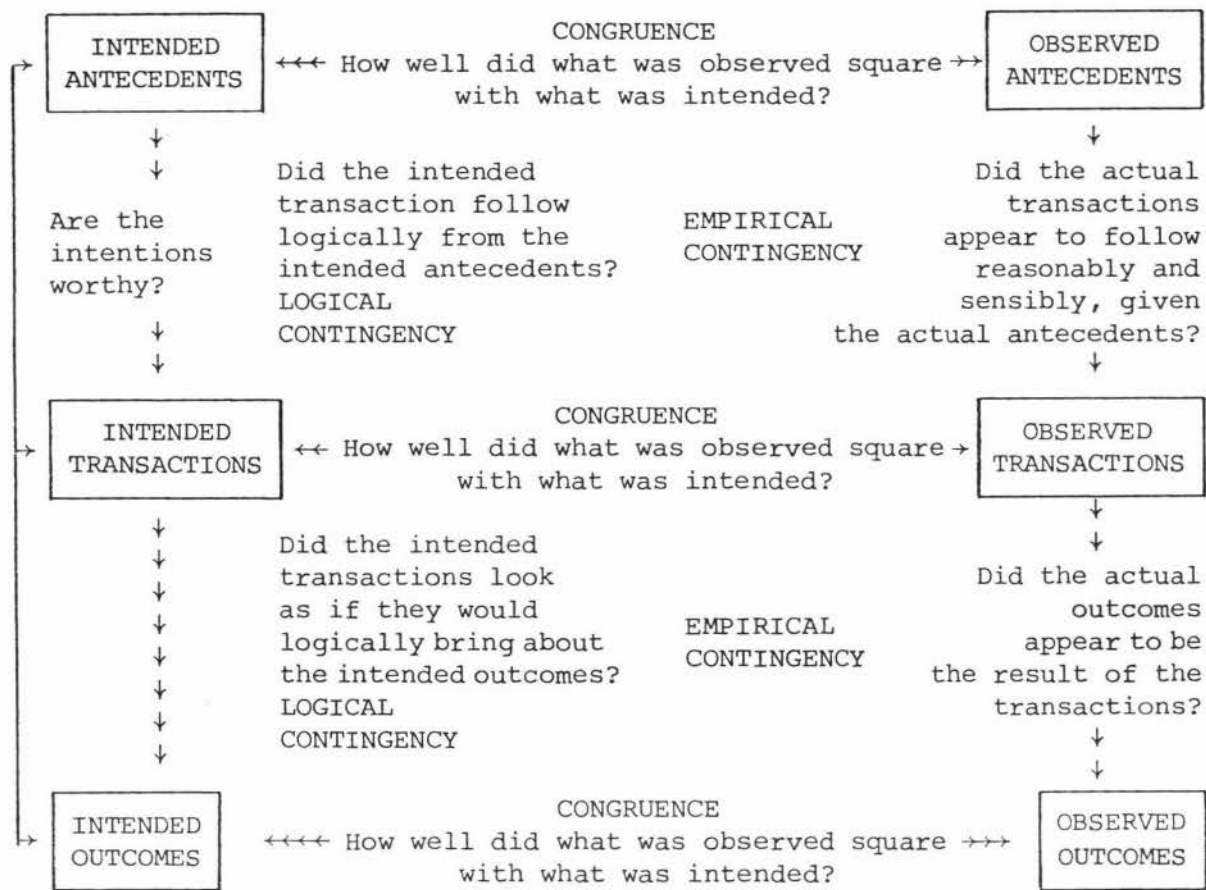 INTENDED
ANTECEDENTS
CONGRUENCE
How well did what was observed square
with what was intended?
OBSERVED
ANTECEDENTS
Are the
intentions
worthy?
Did the intended
transaction follow
logically from the
intended antecedents?
LOGICAL
CONTINGENCY
EMPIRICAL
CONTINGENCY
Did the actual
transactions
appear to follow
reasonably and
sensibly, given
the actual antecedents?
INTENDED
TRANSACTIONS
CONGRUENCE
How well did what was observed square
with what was intended?
OBSERVED
TRANSACTIONS
Did the intended
transactions look
as if they would
logically bring about
the intended outcomes?
LOGICAL
CONTINGENCY
EMPIRICAL
CONTINGENCY
Did the actual
outcomes
appear to be
the result of the
transactions?
INTENDED
OUTCOMES
CONGRUENCE
How well did what was observed square
with what was intended?
OBSERVED
OUTCOMES